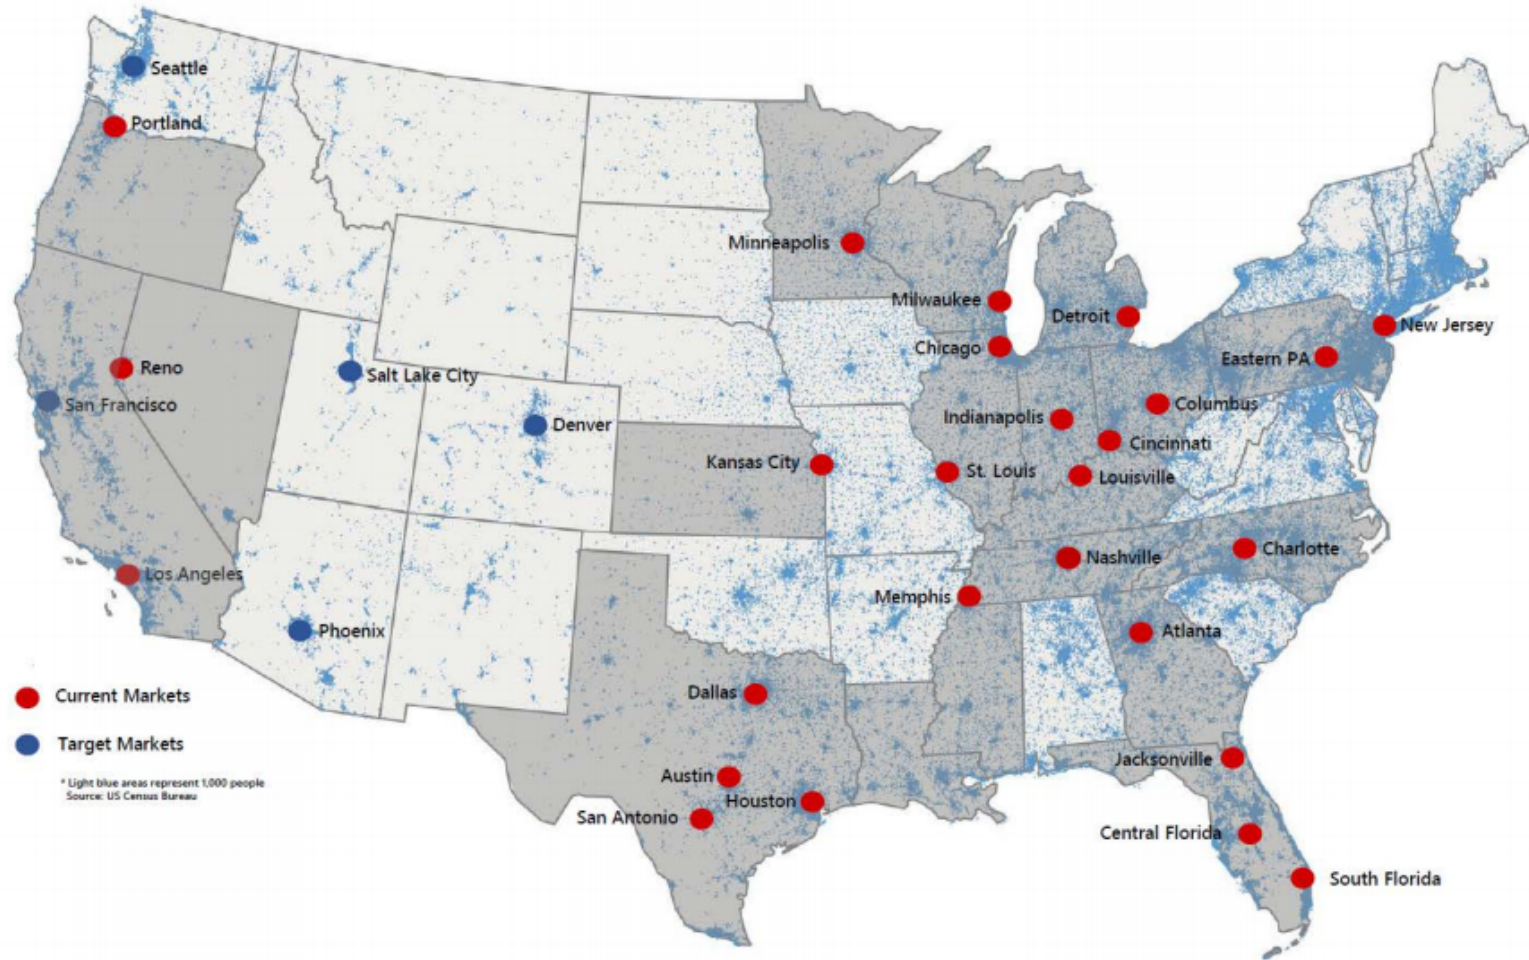 Seattle
Portland
Minneapolis
Milwaukee
Detroit
New Jersey
Chicago
Eastern PA
Reno
Salt Lake City
San Francisco
Columbus
Indianapolis
Denver
Cincinnati
Kansas City
St. Louis
Louisville
Charlotte
Nashville
Los Angeles
Memphis
Phoenix
Atlanta
Dallas
Current Markets
Target Markets
Jacksonville
Austin
* Light blue areas represent 1,000 people
Source: US Census Bureau
Houston
San Antonio
Central Florida
South Florida